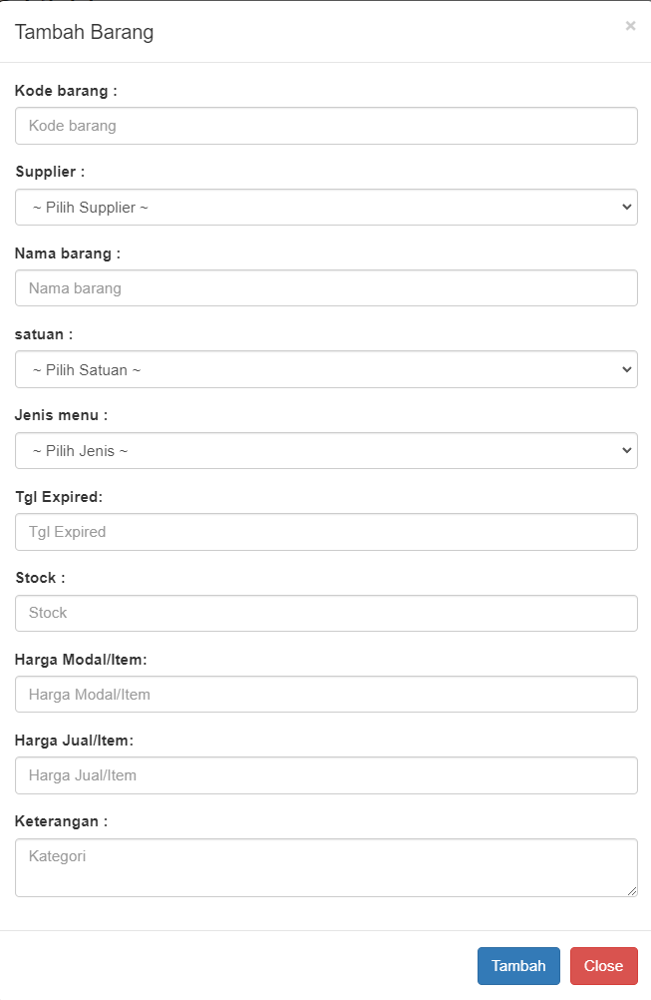 Tambah Barang
×
Kode barang :
Kode barang
Supplier :
~ Pilih Supplier ~
Nama barang :
Nama barang
satuan :
~ Pilih Satuan ~
Jenis menu :
~ Pilih Jenis ~
Tgl Expired:
Tgl Expired
Stock :
Stock
Harga Modal/Item:
Harga Modal/Item
Harga Jual/Item:
Harga Jual/Item
Keterangan :
Kategori
Tambah Close